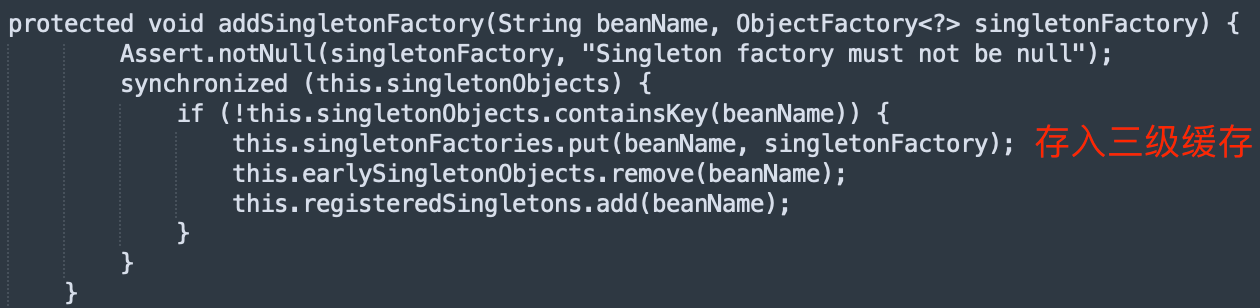 protected void addSingletonFactory(String beanName, ObjectFactory<?> singletonFactory) {
Assert.notNull(singletonFactory, "Singleton factory must not be null");
synchronized (this.singletonObjects) {
if (!this.singletonObjects.containsKey(beanName)) {
this.singletonFactories.put(beanName, singletonFactory); 存入三级缓存
this.earlySingletonObjects.remove(beanName);
this.registeredSingletons.add(beanName);
}
}
}